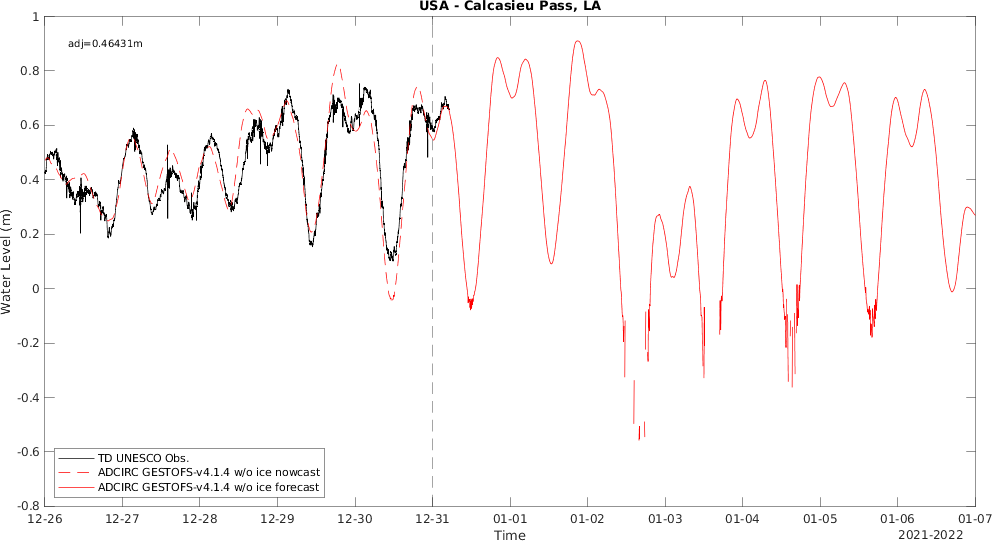 USA - Calcasieu Pass, LA
adj=0.46431m
1
0.8
0.6
0.4
0.2
0
-0.2
-0.4
-0.6
-0.8
Water Level (m)
TD UNESCO Obs.
ADCIRC GESTOFS-v4.1.4 w/o ice nowcast
ADCIRC GESTOFS-v4.1.4 w/o ice forecast
12-26 12-27 12-28 12-29 12-30 12-31 01-01 01-02 01-03 01-04 01-05 01-06 01-07
Time
2021-2022